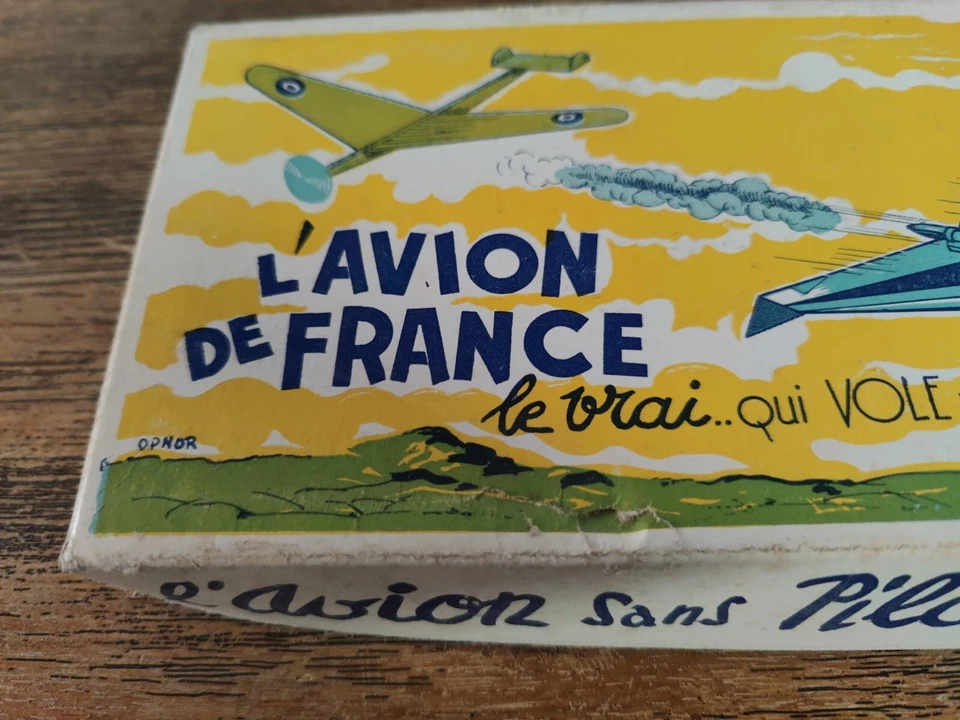 L'AVION
DE FRANCE
le vrai.. qui VOLE
OPNOR
O'avion sans